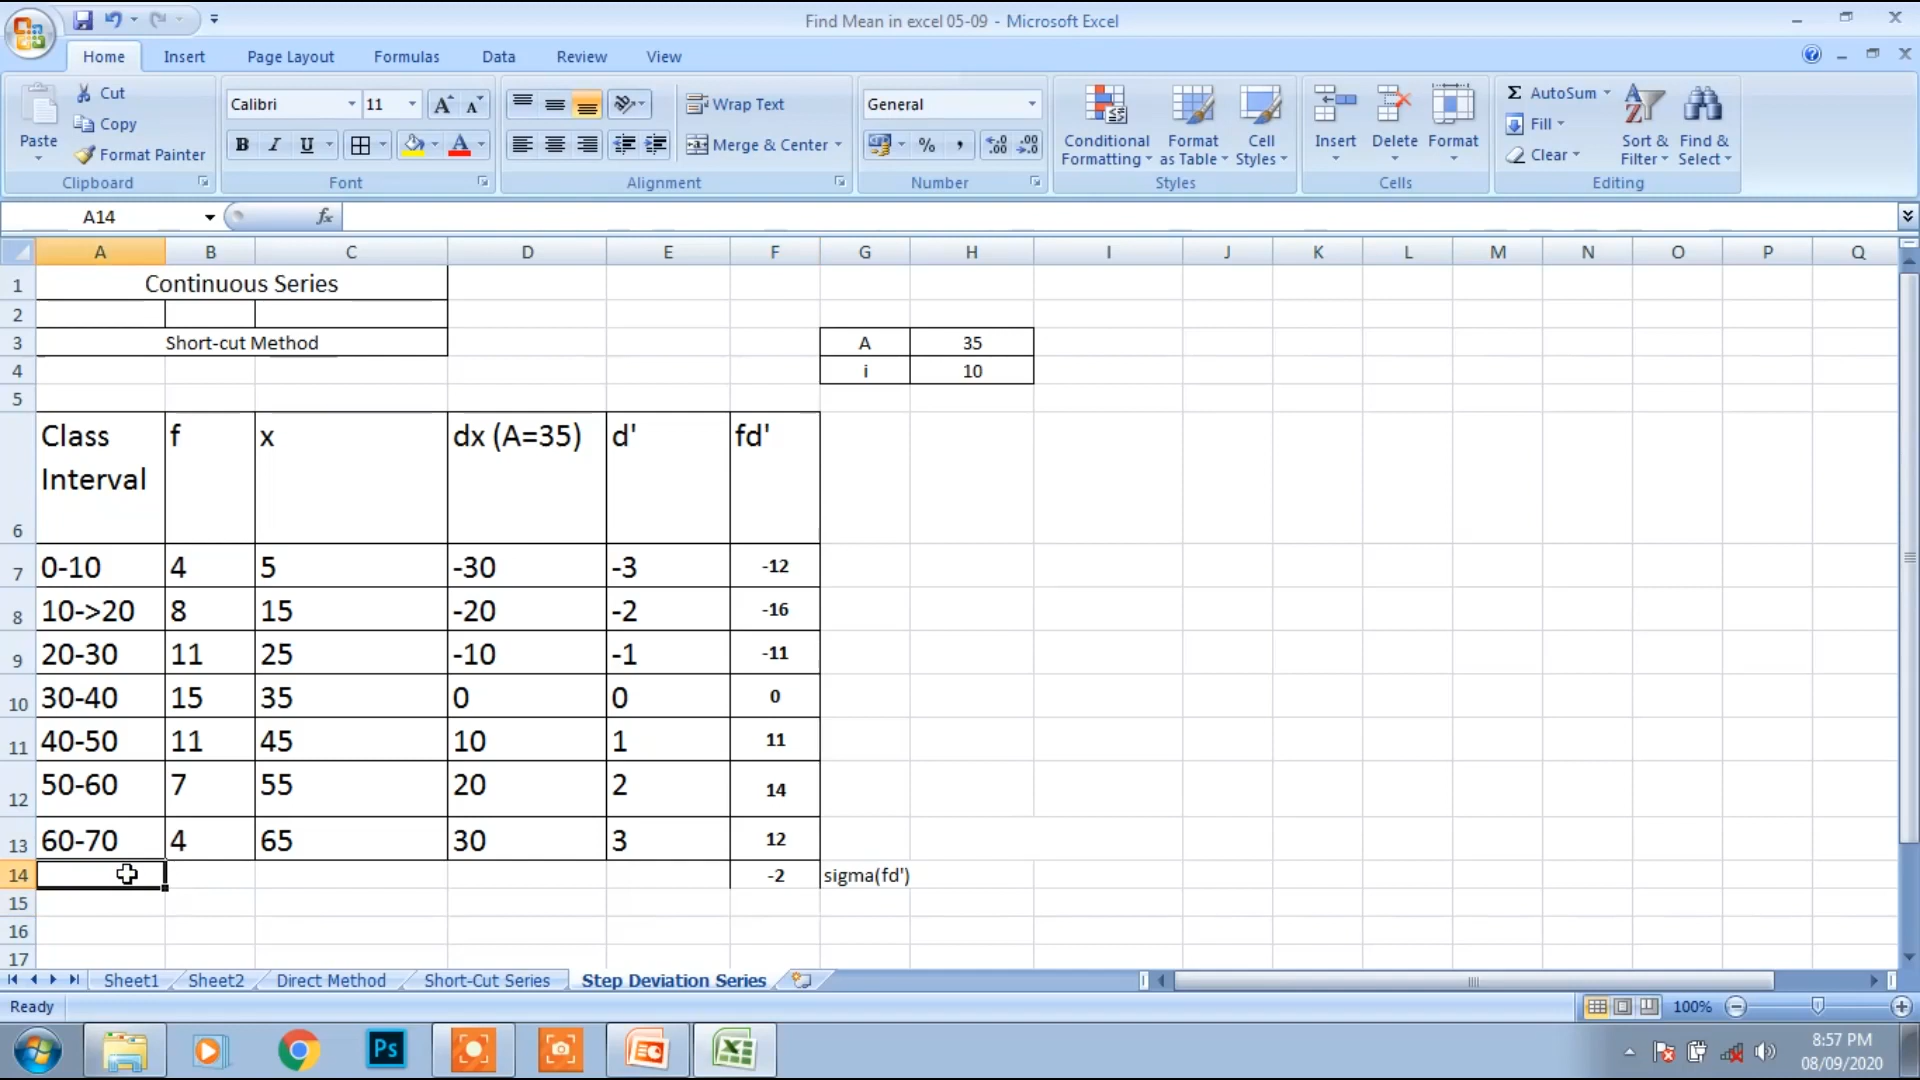 Find Mean in excel 05-09 - Microsoft Excel
Home Insert Page Layout Formulas Data Review View
Paste
Cut
Copy
Format Painter
Clipboard
Calibri 11 A A
B I U A
Font
Wrap Text
Merge & Center
Alignment
General
% , .00 .00
Number
Conditional Formatting
Format as Table
Cell Styles
Styles
Insert Delete Format
Cells
Σ AutoSum
Fill
Clear
Sort & Filter
Find & Select
Editing
A14 fx
A B C D E F G H I J K L M N O P Q
1 Continuous Series
2
3 Short-cut Method A 35
4 i 10
5
6 Class Interval f x dx (A=35) d' fd'
7 0-10 4 5 -30 -3 -12
8 10->20 8 15 -20 -2 -16
9 20-30 11 25 -10 -1 -11
10 30-40 15 35 0 0 0
11 40-50 11 45 10 1 11
12 50-60 7 55 20 2 14
13 60-70 4 65 30 3 12
14 -2 sigma(fd')
15
16
17
Sheet1 Sheet2 Direct Method Short-Cut Series Step Deviation Series
Ready 100%
Ps
8:57 PM
08/09/2020